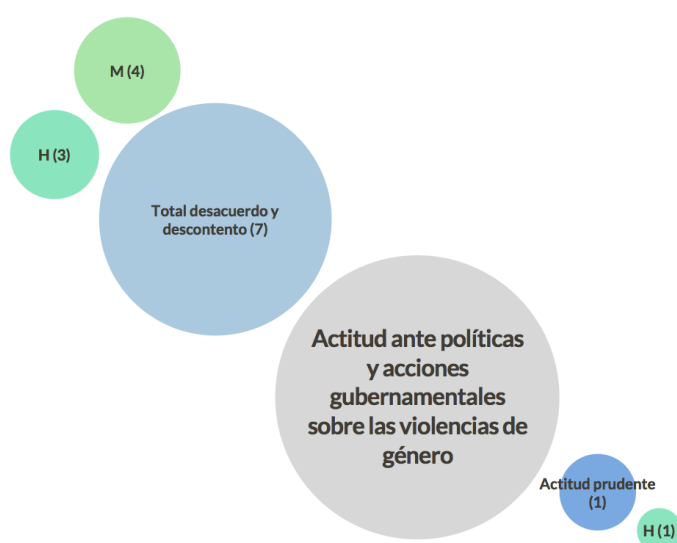 M (4)
H (3)
Total desacuerdo y
descontento (7)
Actitud ante políticas
y acciones
gubernamentales
sobre las violencias de
género
Actitud prudente
(1)
H (1)